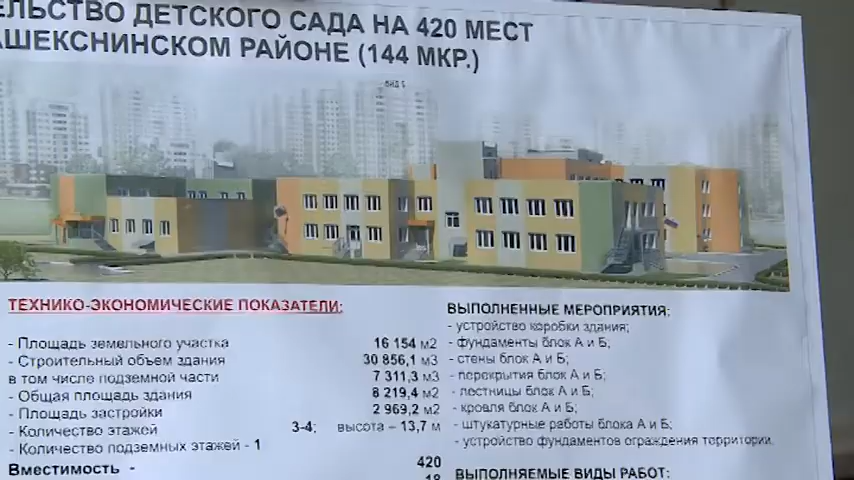 ЕЛЬСТВО ДЕТСКОГО САДА НА 420 МЕСТ
АШЕКСНИНСКОМ РАЙОНЕ (144 МКР.)
ТЕХНИКО-ЭКОНОМИЧЕСКИЕ ПОКАЗАТЕЛИ:
- Площадь земельного участка 16 154 м2
- Строительный объем здания 30 856,1 м3
в том числе подземной части 7 311,3 м3
- Общая площадь здания 8 219,4 м2
- Площадь застройки 2 969,2 м2
- Количество этажей 3-4; высота – 13,7 м
- Количество подземных этажей - 1
Вместимость - 420
18
ВЫПОЛНЕННЫЕ МЕРОПРИЯТИЯ:
- устройство коробки здания;
- фундаменты блок А и Б;
- стены блок А и Б;
- перекрытия блок А и Б;
- лестницы блок А и Б;
- кровля блок А и Б;
- штукатурные работы блока А и Б;
- устройство фундаментов ограждения территории.
ВЫПОЛНЯЕМЫЕ ВИДЫ РАБОТ: